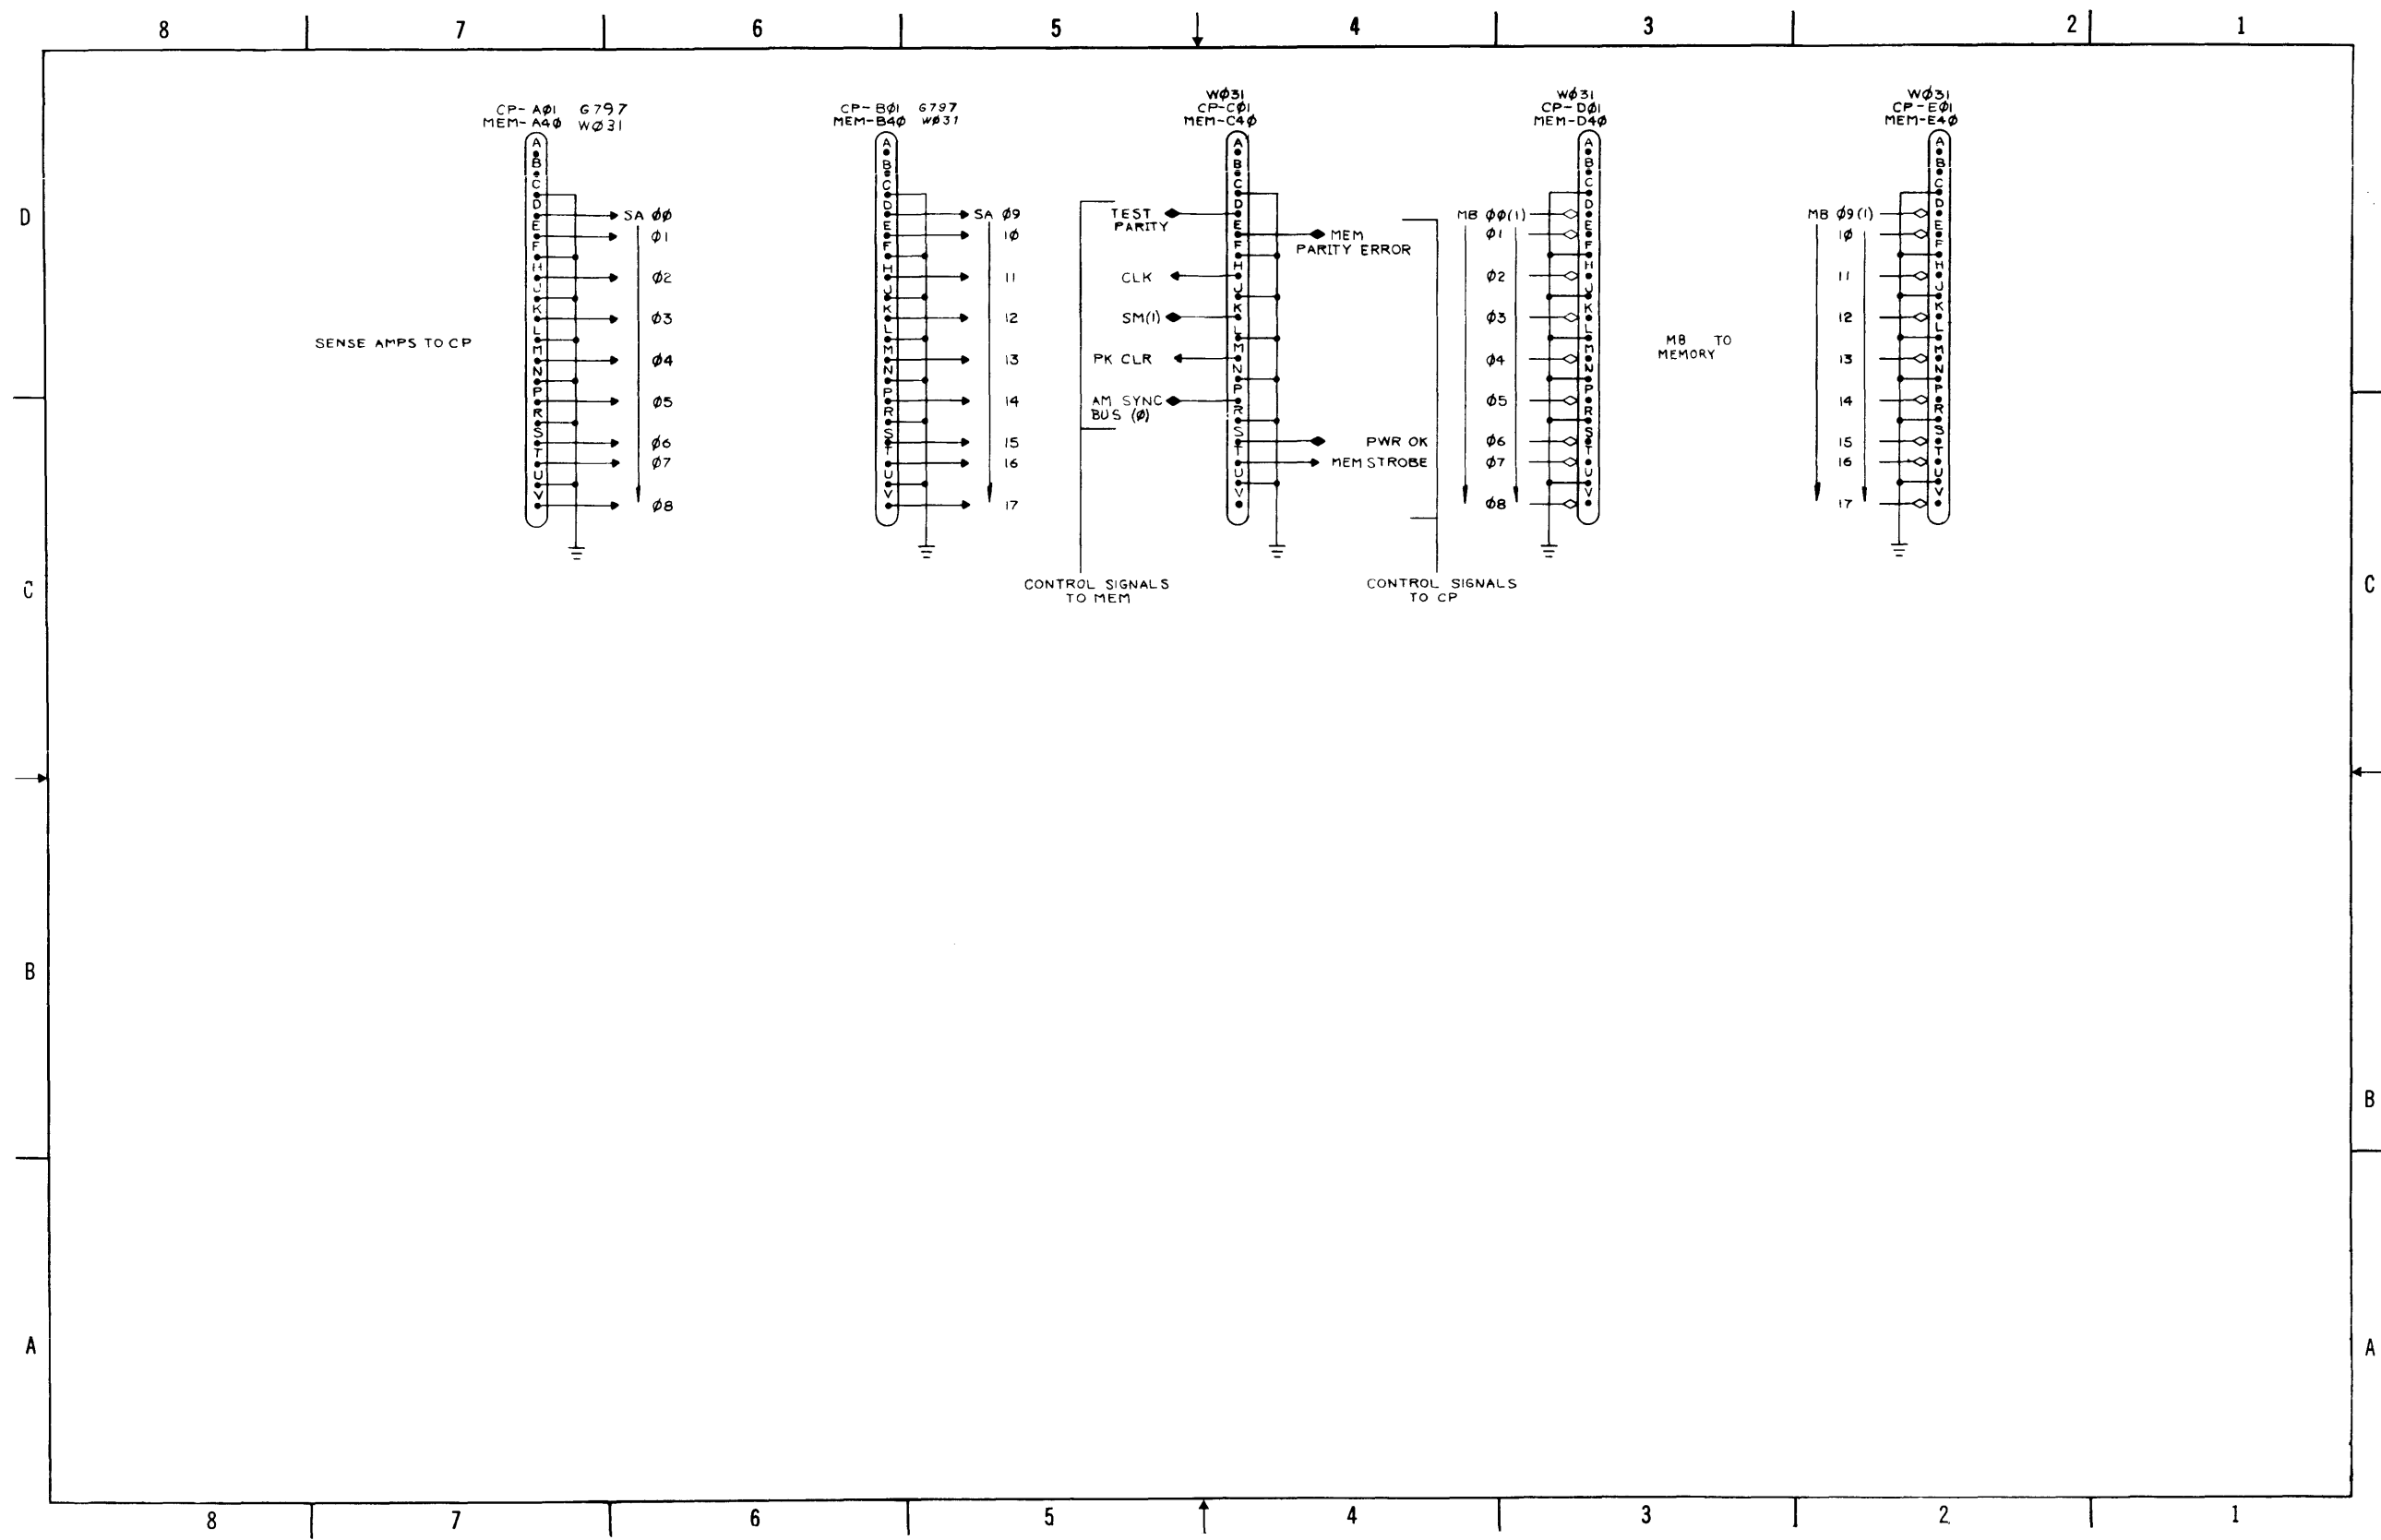 8 7 6 5 4 3 2 1
CP-AØ1 G797
MEM-A4Ø WØ31
A
B
C
D
E
F
H
J
K
L
M
N
P
R
S
T
U
V
SA ØØ
Ø1
Ø2
Ø3
Ø4
Ø5
Ø6
Ø7
Ø8
SENSE AMPS TO CP
CP-BØ1 G797
MEM-B4Ø WØ31
A
B
C
D
E
F
H
J
K
L
M
N
P
R
S
T
U
V
SA Ø9
1Ø
11
12
13
14
15
16
17
WØ31
CP-CØ1
MEM-C4Ø
A
B
C
D
E
F
H
J
K
L
M
N
P
R
S
T
U
V
TEST
PARITY
CLK
SM(1)
PK CLR
AM SYNC
BUS (Ø)
CONTROL SIGNALS
TO MEM
MEM
PARITY ERROR
PWR OK
MEM STROBE
CONTROL SIGNALS
TO CP
WØ31
CP-DØ1
MEM-D4Ø
A
B
C
D
E
F
H
J
K
L
M
N
P
R
S
T
U
V
MB ØØ(1)
Ø1
Ø2
Ø3
Ø4
Ø5
Ø6
Ø7
Ø8
MB TO
MEMORY
WØ31
CP-EØ1
MEM-E4Ø
A
B
C
D
E
F
H
J
K
L
M
N
P
R
S
T
U
V
MB Ø9(1)
1Ø
11
12
13
14
15
16
17
D
C
C
B
B
A
A
8 7 6 5 4 3 2 1